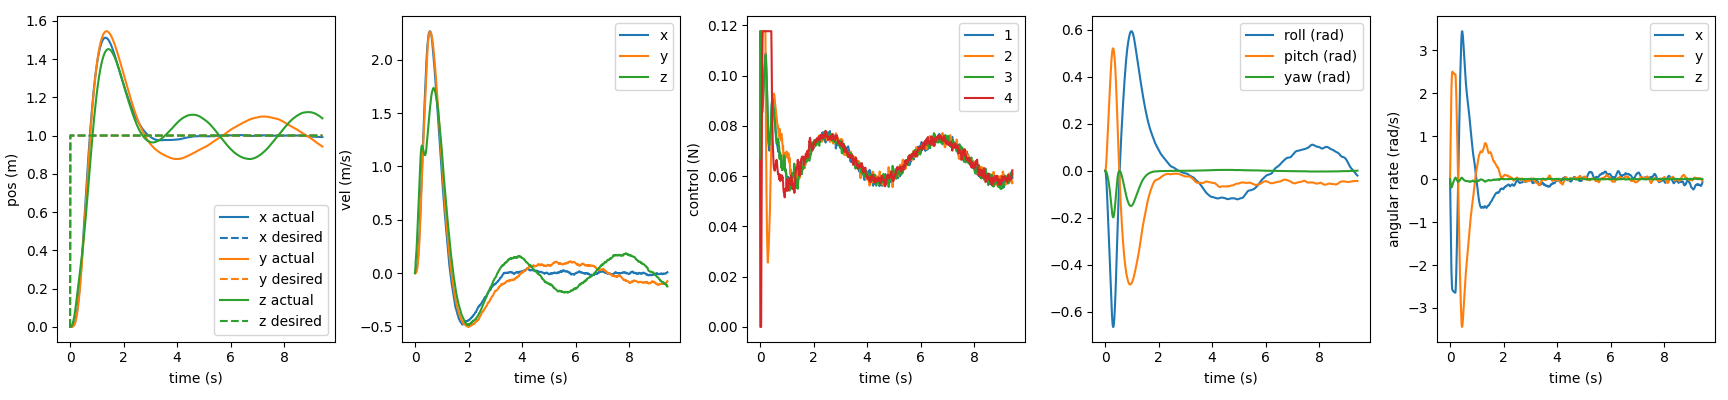 1.6
1.4
1.2
1.0
0.8
0.6
0.4
0.2
0.0
pos (m)
x actual
x desired
y actual
y desired
z actual
z desired
0 2 4 6 8
time (s)
2.0
1.5
1.0
0.5
0.0
−0.5
vel (m/s)
x
y
z
0 2 4 6 8
time (s)
0.12
0.10
0.08
0.06
0.04
0.02
0.00
control (N)
1
2
3
4
0 2 4 6 8
time (s)
0.6
0.4
0.2
0.0
−0.2
−0.4
−0.6
roll (rad)
pitch (rad)
yaw (rad)
0 2 4 6 8
time (s)
3
2
1
0
−1
−2
−3
angular rate (rad/s)
x
y
z
0 2 4 6 8
time (s)